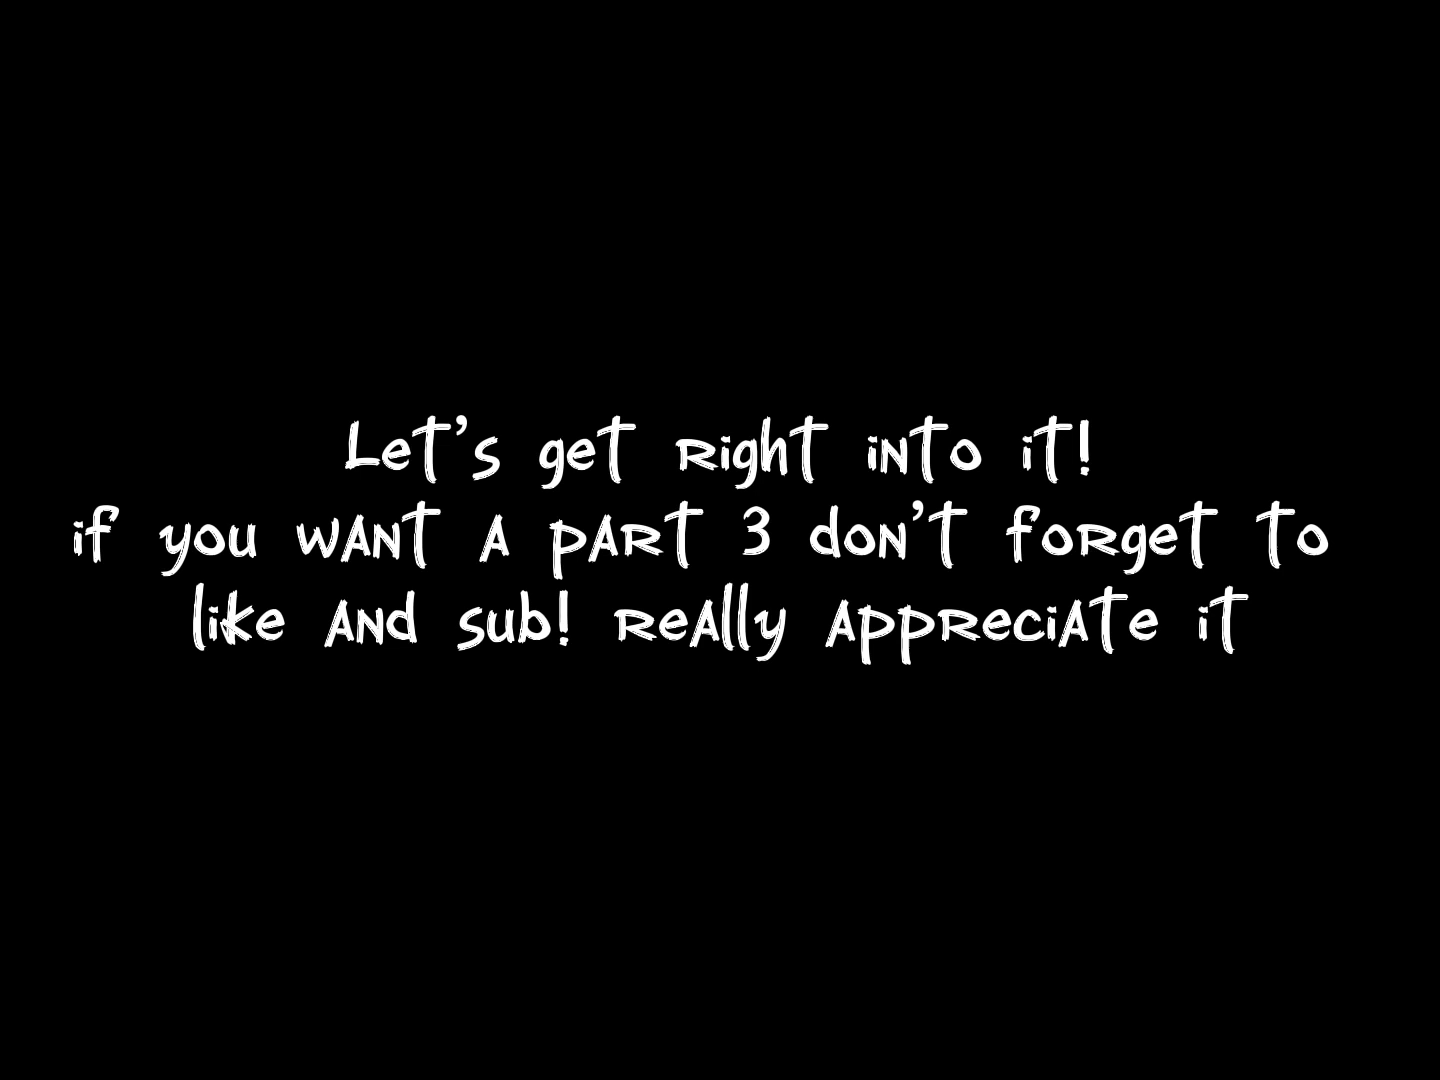 Let's get right into it!
if you want a part 3 don't forget to
like and sub! really appreciate it